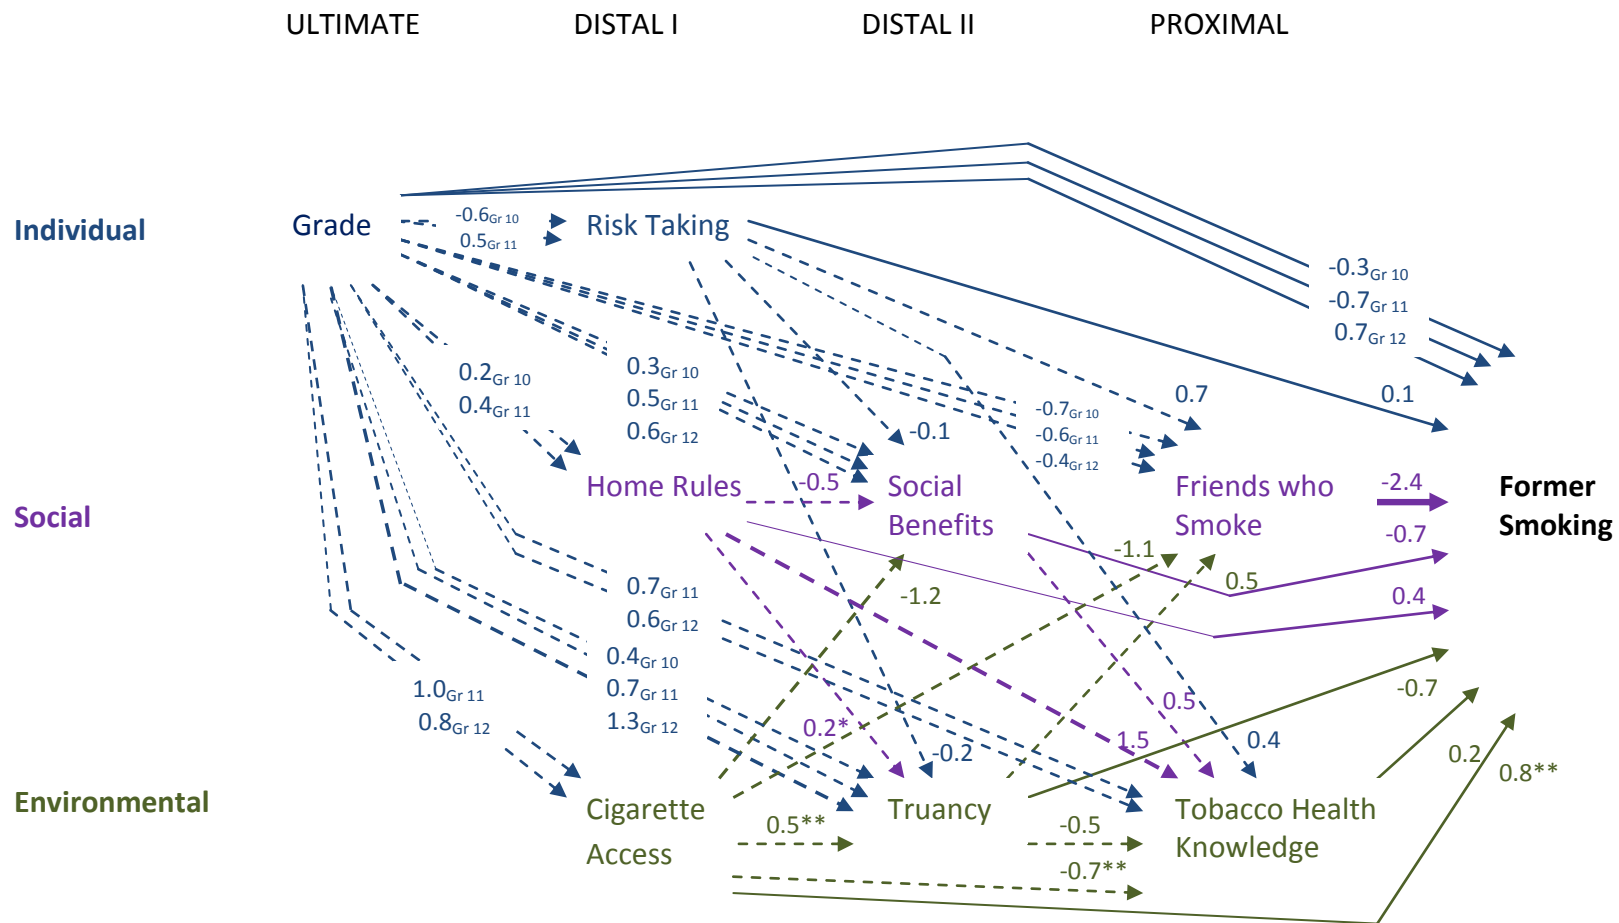 ULTIMATE DISTAL I DISTAL II PROXIMAL
Individual
Grade
-0.6Gr 10
0.5Gr 11
Risk Taking
-0.3Gr 10
-0.7Gr 11
0.7Gr 12
0.2Gr 10
0.4Gr 11
0.3Gr 10
0.5Gr 11
0.6Gr 12
-0.1
-0.7Gr 10
-0.6Gr 11
-0.4Gr 12
0.7
0.1
Social
Home Rules
-0.5
Social
Benefits
Friends who
Smoke
-2.4
-0.7
0.4
Former
Smoking
0.7Gr 11
0.6Gr 12
-1.2
-1.1
0.5
0.4Gr 10
0.7Gr 11
1.3Gr 12
1.0Gr 11
0.8Gr 12
0.2*
-0.2
1.5
0.5
0.4
-0.7
0.2
0.8**
Environmental
Cigarette
Access
0.5**
Truancy
-0.5
-0.7**
Tobacco Health
Knowledge